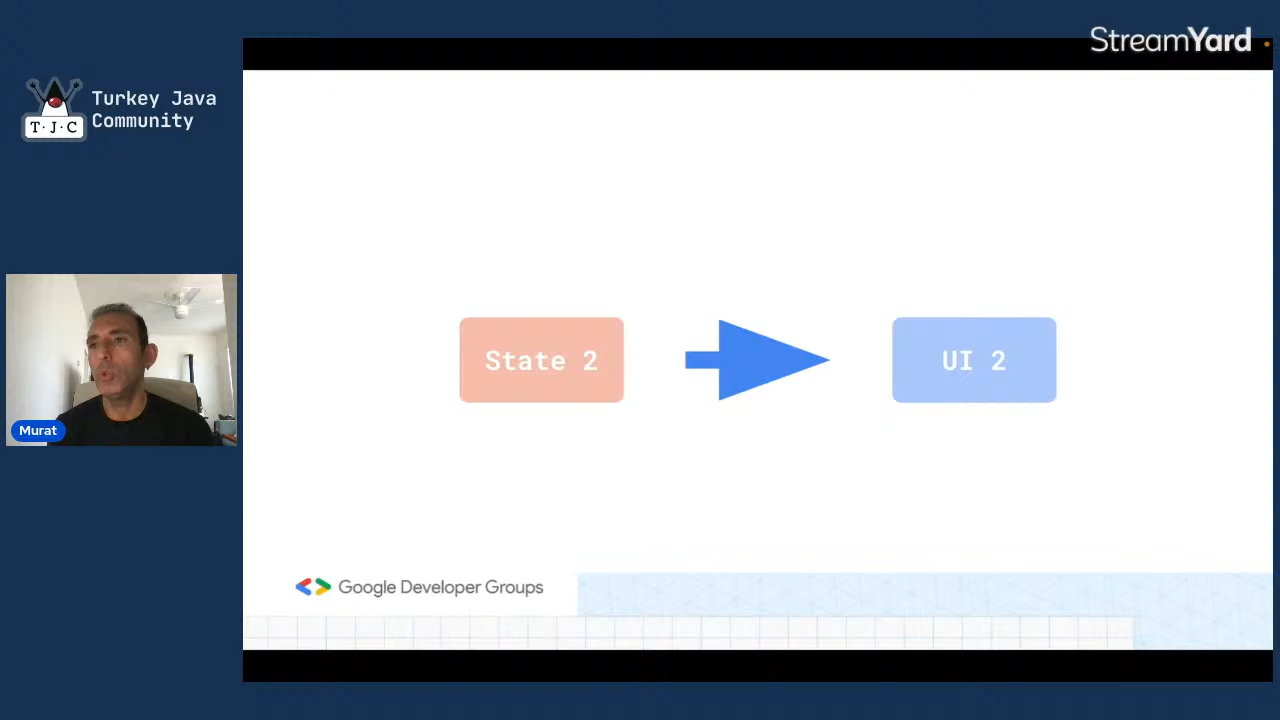 StreamYard
T·J·C
Turkey Java
Community
State 2
UI 2
Murat
Google Developer Groups